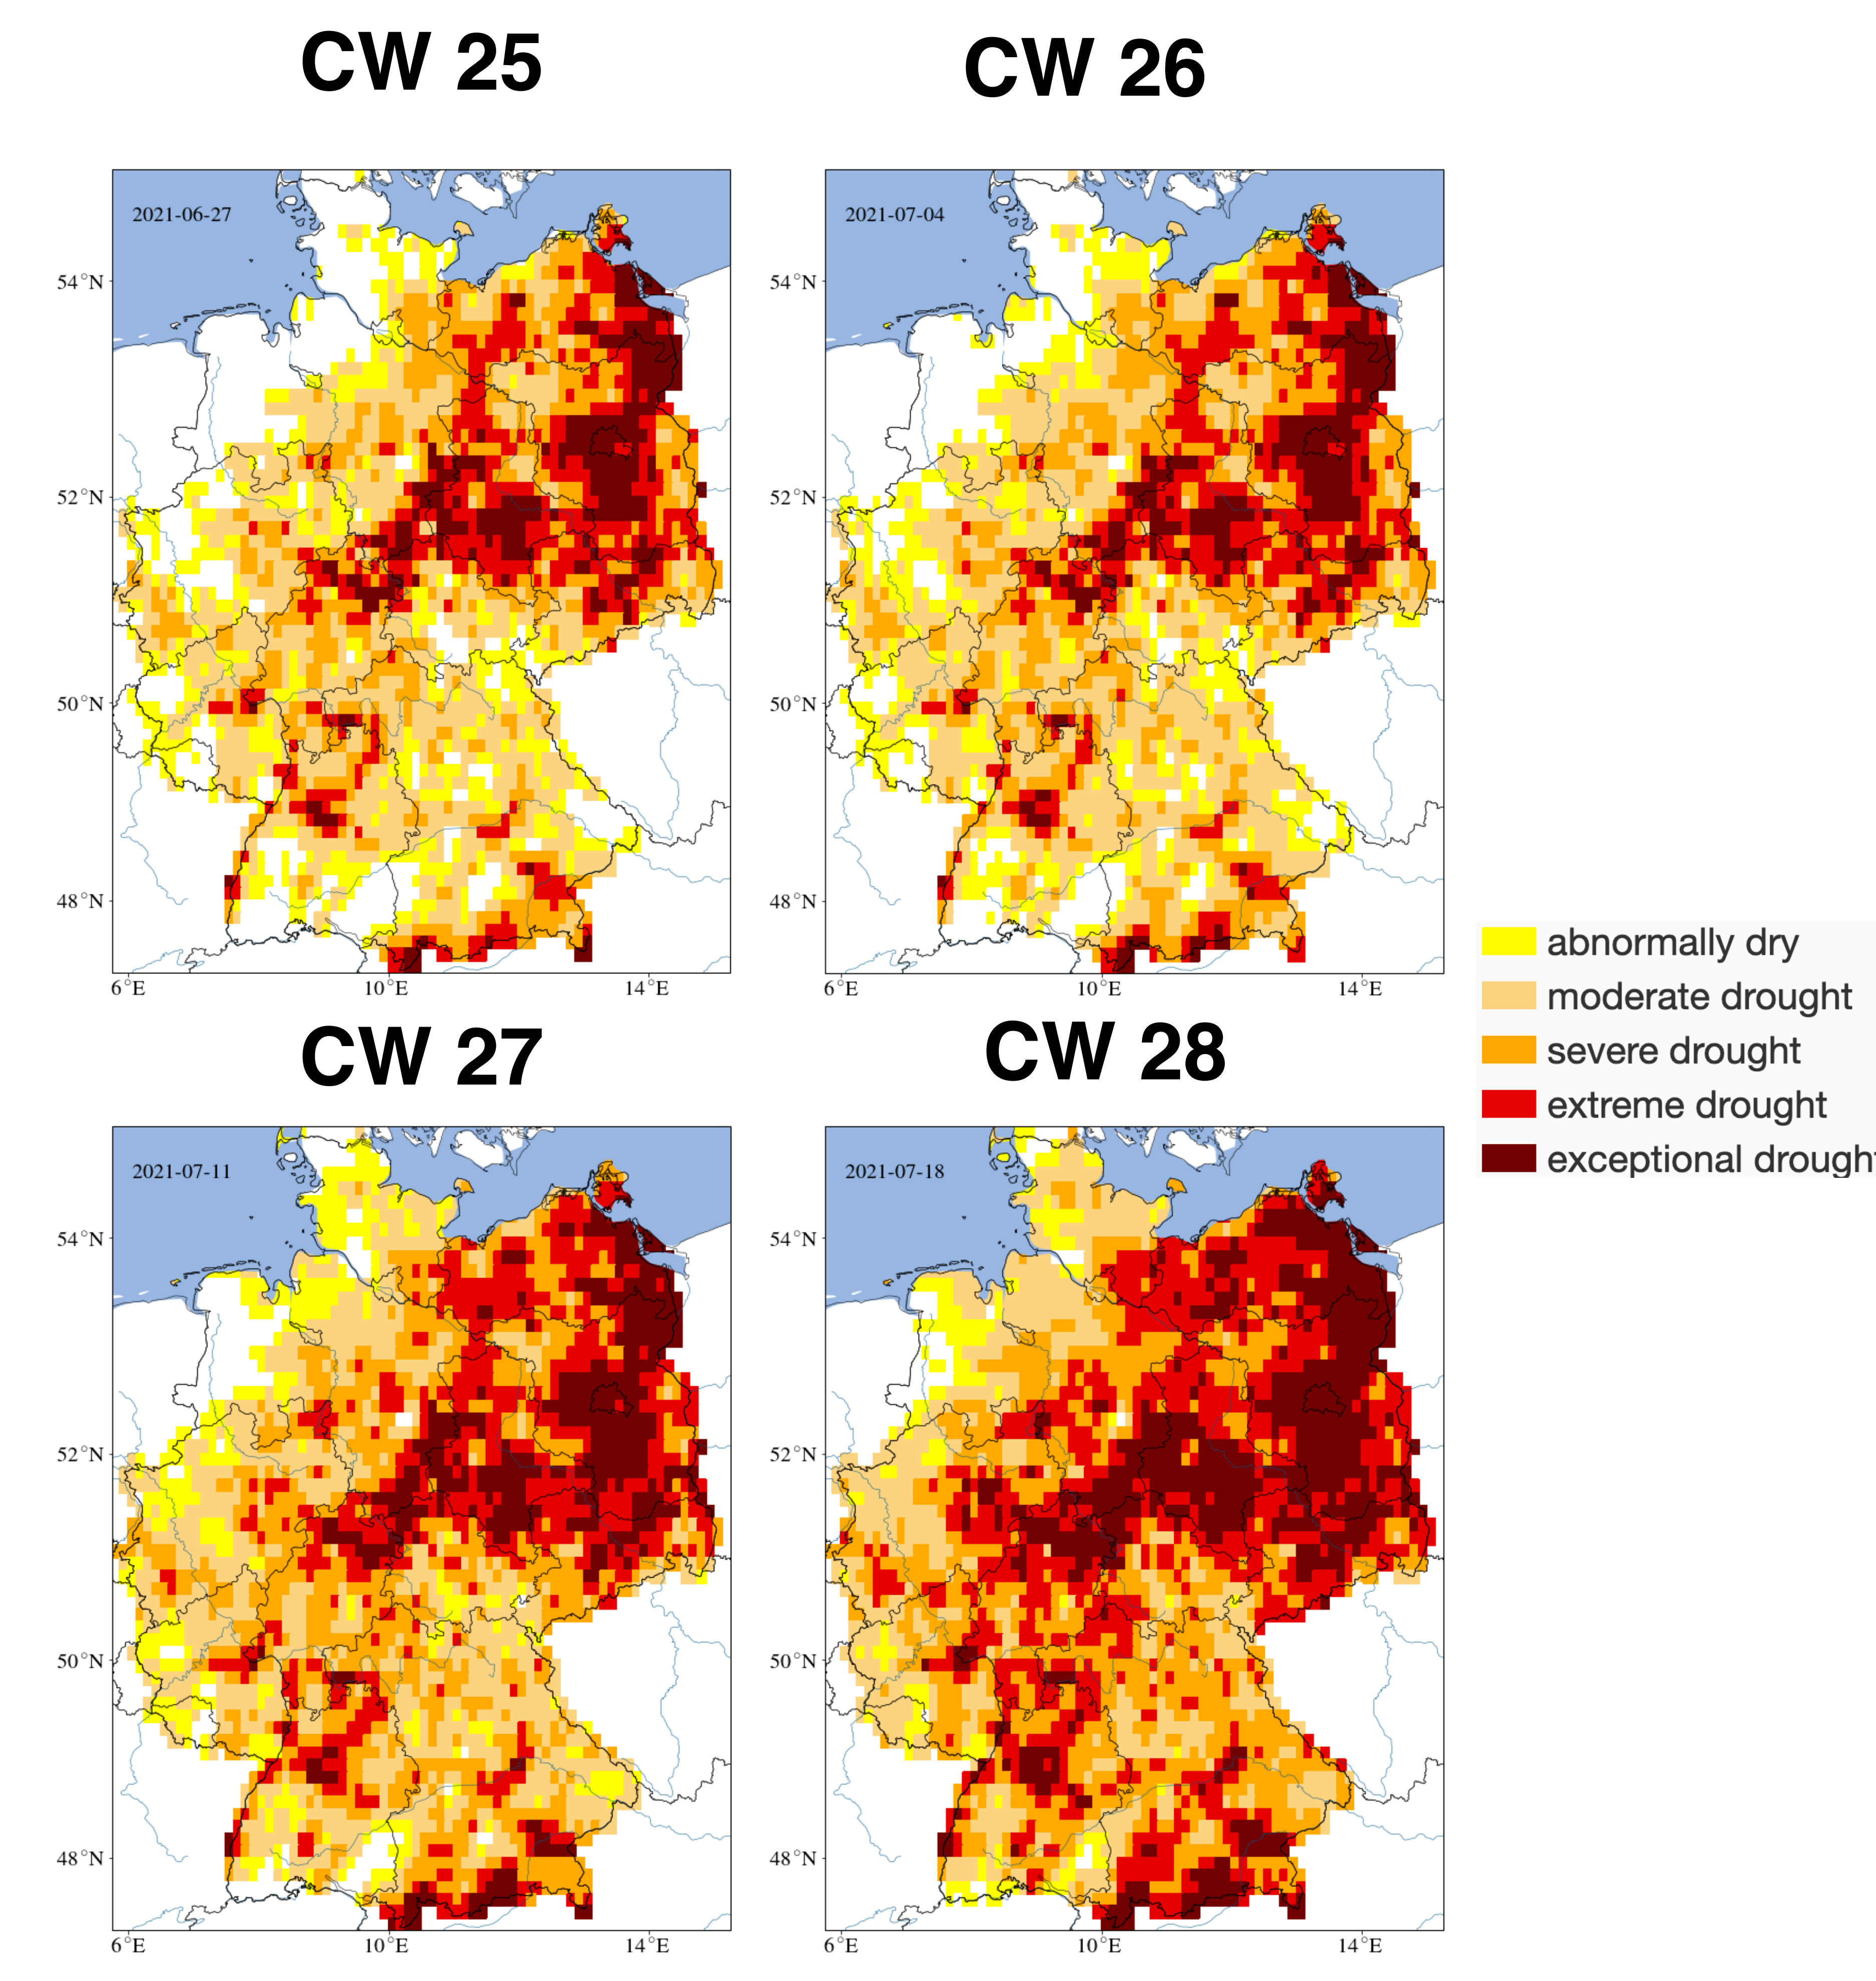 CW 25
CW 26
2021-06-27
54°N
52°N
50°N
48°N
6°E
10°E
14°E
2021-07-04
54°N
52°N
50°N
48°N
6°E
10°E
14°E
abnormally dry
moderate drought
severe drought
extreme drought
exceptional drought
CW 27
CW 28
2021-07-11
54°N
52°N
50°N
48°N
6°E
10°E
14°E
2021-07-18
54°N
52°N
50°N
48°N
6°E
10°E
14°E